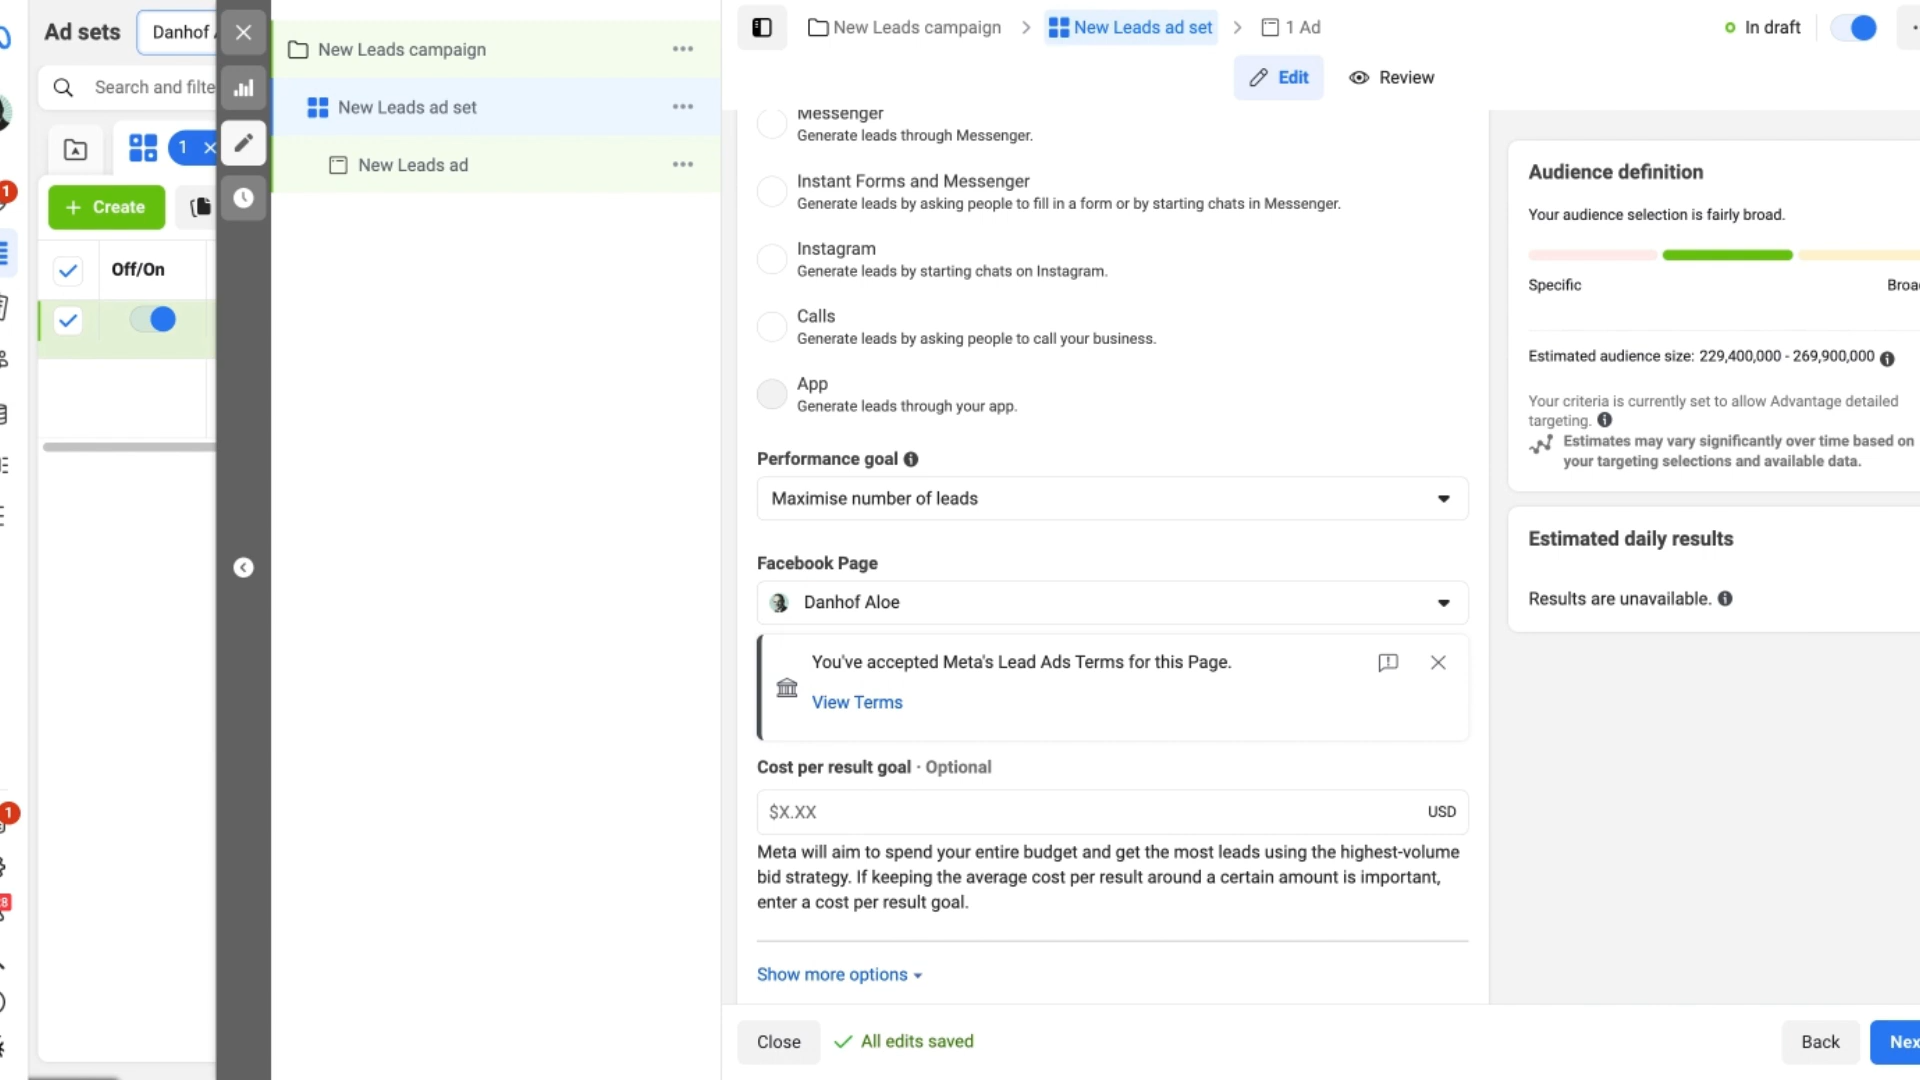 Ad sets
Danhof
Search and filte
1
1
Create
Off/On
1
New Leads campaign
New Leads ad set
New Leads ad
New Leads campaign
New Leads ad set
1 Ad
In draft
Edit
Review
Messenger
Generate leads through Messenger.
Instant Forms and Messenger
Generate leads by asking people to fill in a form or by starting chats in Messenger.
Instagram
Generate leads by starting chats on Instagram.
Calls
Generate leads by asking people to call your business.
App
Generate leads through your app.
Performance goal
Maximise number of leads
Facebook Page
Danhof Aloe
You've accepted Meta's Lead Ads Terms for this Page.
View Terms
Cost per result goal · Optional
$X.XX
USD
Meta will aim to spend your entire budget and get the most leads using the highest-volume
bid strategy. If keeping the average cost per result around a certain amount is important,
enter a cost per result goal.
Show more options
Close
All edits saved
Back
Nex
Audience definition
Your audience selection is fairly broad.
Specific
Broa
Estimated audience size: 229,400,000 - 269,900,000
Your criteria is currently set to allow Advantage detailed
targeting.
Estimates may vary significantly over time based on
your targeting selections and available data.
Estimated daily results
Results are unavailable.